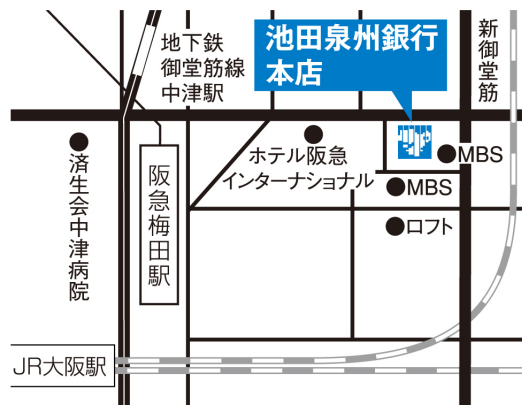 地下鉄
御堂筋線
中津駅
池田泉州銀行
本店
新御堂筋
済生会中津病院
阪急梅田駅
ホテル阪急
インターナショナル
MBS
MBS
ロフト
JR大阪駅